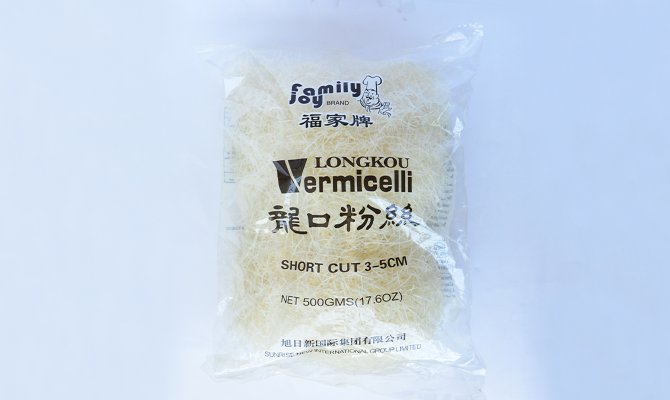 Family
Joy BRAND
福家牌
LONGKOU
Vermicelli
龍口粉絲
SHORT CUT 3-5CM
NET 500GMS(17.6OZ)
旭日新国际集团有限公司
SUNRISE NEW INTERNATIONAL GROUP LIMITED